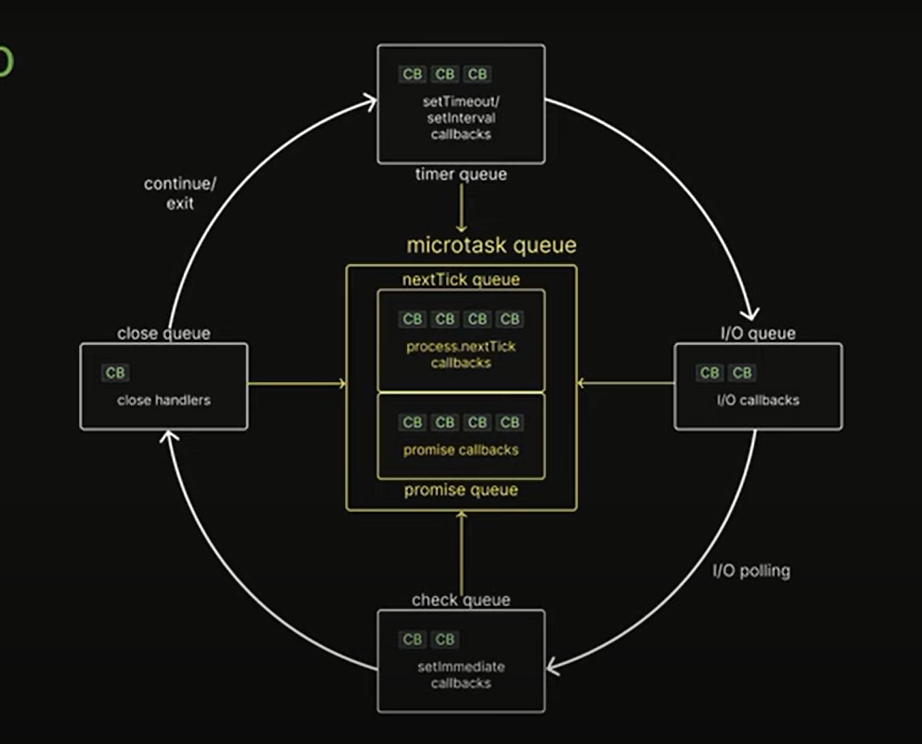 CB CB CB
setTimeout/
setInterval
callbacks
timer queue
continue/
exit
microtask queue
nextTick queue
CB CB CB CB
process.nextTick
callbacks
CB CB CB CB
promise callbacks
promise queue
close queue
CB
close handlers
I/O queue
CB CB
I/O callbacks
I/O polling
check queue
CB CB
setImmediate
callbacks